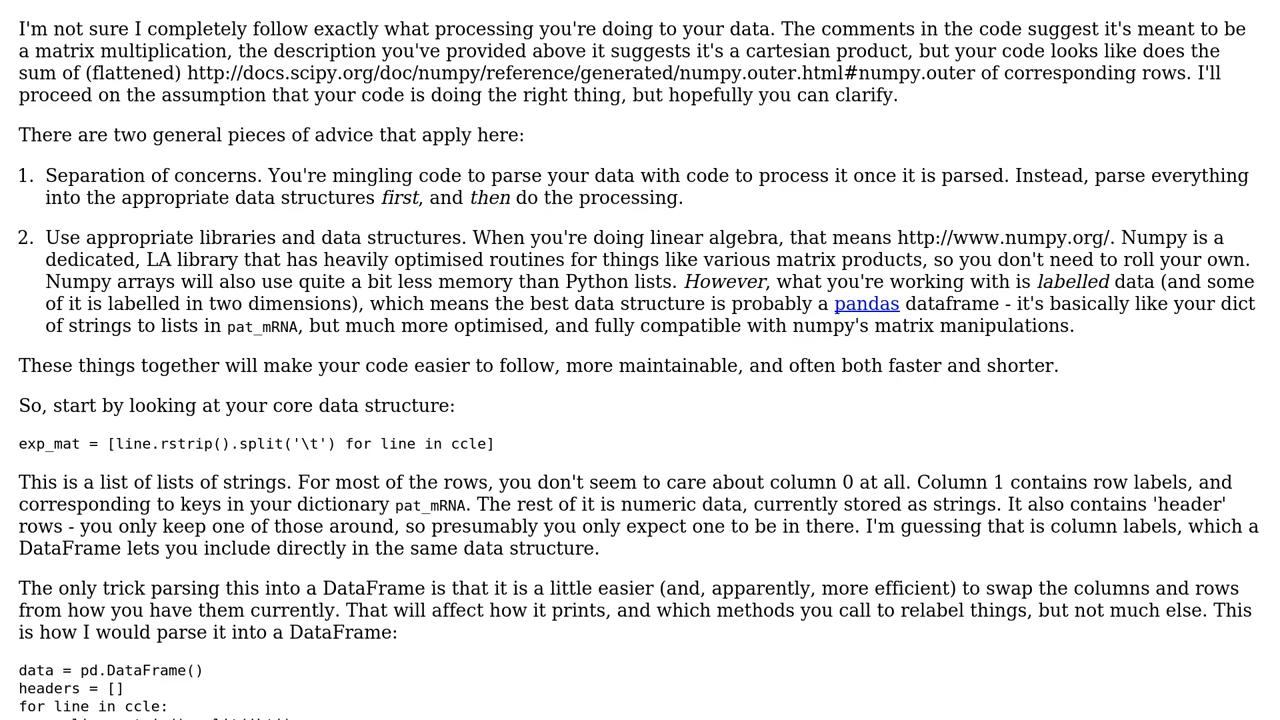 I'm not sure I completely follow exactly what processing you're doing to your data. The comments in the code suggest it's meant to be
a matrix multiplication, the description you've provided above it suggests it's a cartesian product, but your code looks like does the
sum of (flattened) http://docs.scipy.org/doc/numpy/reference/generated/numpy.outer.html#numpy.outer of corresponding rows. I'll
proceed on the assumption that your code is doing the right thing, but hopefully you can clarify.
There are two general pieces of advice that apply here:
1. Separation of concerns. You're mingling code to parse your data with code to process it once it is parsed. Instead, parse everything
into the appropriate data structures first, and then do the processing.
2. Use appropriate libraries and data structures. When you're doing linear algebra, that means http://www.numpy.org/. Numpy is a
dedicated, LA library that has heavily optimised routines for things like various matrix products, so you don't need to roll your own.
Numpy arrays will also use quite a bit less memory than Python lists. However, what you're working with is labelled data (and some
of it is labelled in two dimensions), which means the best data structure is probably a pandas dataframe - it's basically like your dict
of strings to lists in pat_mRNA, but much more optimised, and fully compatible with numpy's matrix manipulations.
These things together will make your code easier to follow, more maintainable, and often both faster and shorter.
So, start by looking at your core data structure:
exp_mat = [line.rstrip().split('\t') for line in ccle]
This is a list of lists of strings. For most of the rows, you don't seem to care about column 0 at all. Column 1 contains row labels, and
corresponding to keys in your dictionary pat_mRNA. The rest of it is numeric data, currently stored as strings. It also contains 'header'
rows - you only keep one of those around, so presumably you only expect one to be in there. I'm guessing that is column labels, which a
DataFrame lets you include directly in the same data structure.
The only trick parsing this into a DataFrame is that it is a little easier (and, apparently, more efficient) to swap the columns and rows
from how you have them currently. That will affect how it prints, and which methods you call to relabel things, but not much else. This
is how I would parse it into a DataFrame:
data = pd.DataFrame()
headers = []
for line in ccle: